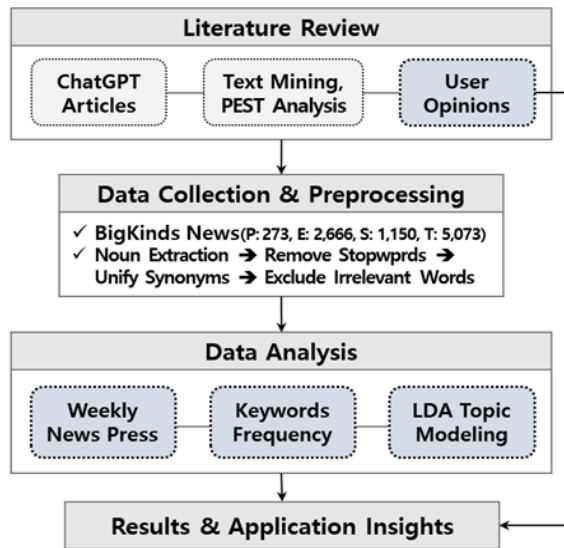 Literature Review
ChatGPT
Articles
Text Mining,
PEST Analysis
User
Opinions
Data Collection & Preprocessing
✓ BigKinds News(P: 273, E: 2,666, S: 1,150, T: 5,073)
✓ Noun Extraction ➔ Remove Stopwprds ➔
Unify Synonyms ➔ Exclude Irrelevant Words
Data Analysis
Weekly
News Press
Keywords
Frequency
LDA Topic
Modeling
Results & Application Insights